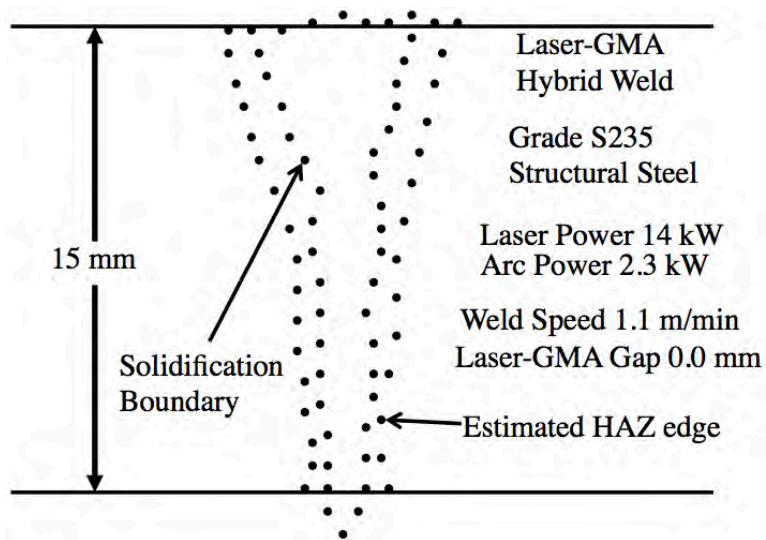 Laser-GMA
Hybrid Weld
Grade S235
Structural Steel
Laser Power 14 kW
Arc Power 2.3 kW
15 mm
Weld Speed 1.1 m/min
Laser-GMA Gap 0.0 mm
Solidification
Boundary
Estimated HAZ edge